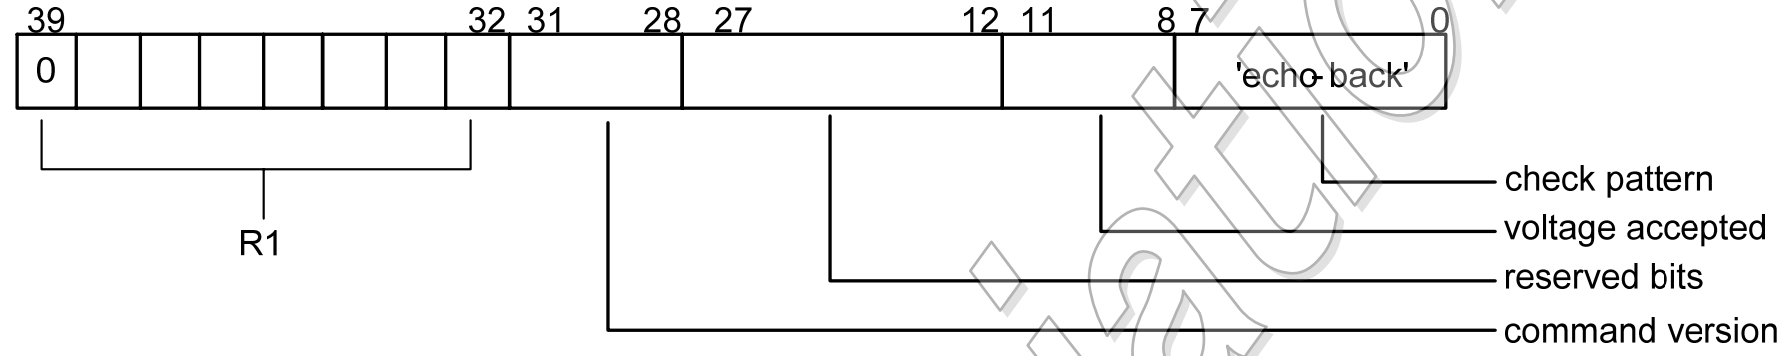 39 32 31 28 27 12 11 8 7 0
0 'echo-back'
check pattern
voltage accepted
R1
reserved bits
command version